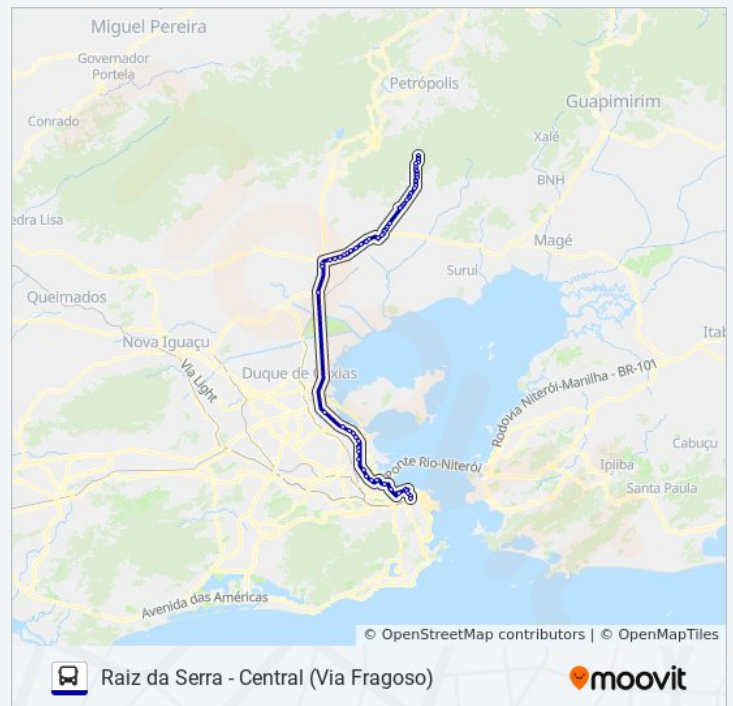 Miguel Pereira
Governador
Portela
Petrópolis
Guapimirim
Conrado
Xalé
BNH
edra Lisa
Magé
Suruí
Queimados
Nova Iguaçu
Itab
Via Light
Duque de Caxias
Rodovia Niterói-Manilha - BR-101
Cabuçu
Ponte Rio-Niterói
Ipiiba
Santa Paula
Avenida das Américas
© OpenStreetMap contributors | © OpenMapTiles
Raiz da Serra - Central (Via Fragoso)
moovit